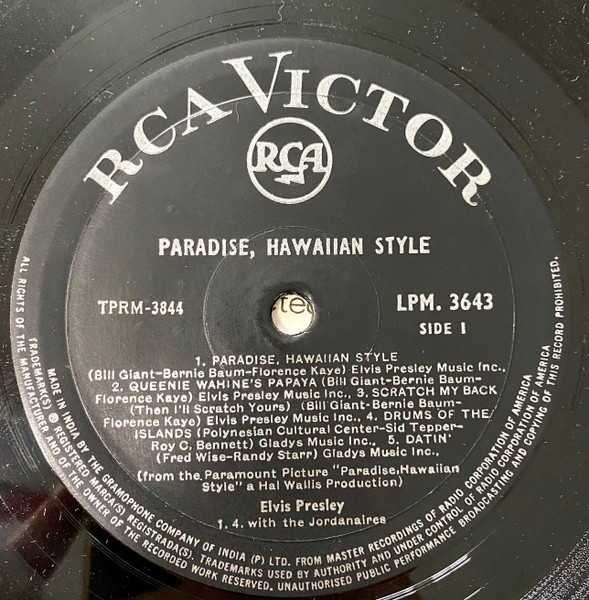 RCA VICTOR
RCA
PARADISE, HAWAIIAN STYLE
TPRM-3844
LPM. 3643
SIDE 1
1. PARADISE, HAWAIIAN STYLE
(Bill Giant-Bernie Baum-Florence Kaye) Elvis Presley Music Inc.,
2. QUEENIE WAHINE'S PAPAYA (Bill Giant-Bernie Baum-
Florence Kaye) Elvis Presley Music Inc., 3. SCRATCH MY BACK
(Then I'll Scratch Yours) (Bill Giant-Bernie Baum-
Florence Kaye) Elvis Presley Music Inc., 4. DRUMS OF THE
ISLANDS (Polynesian Cultural Center-Sid Tepper-
Roy C. Bennett) Gladys Music Inc., 5. DATIN'
(Fred Wise-Randy Starr) Gladys Music Inc.,
(from the Paramount Picture "Paradise, Hawaiian
Style" a Hal Wallis Production)
Elvis Presley
1. 4. with the Jordanaires
MADE IN INDIA BY THE GRAMOPHONE COMPANY OF INDIA (P) LTD. FROM MASTER RECORDINGS OF RADIO CORPORATION OF AMERICA
TRADEMARK(S) ® REGISTERED MARCA(S) REGISTRADA(S). TRADEMARKS USED BY AUTHORITY AND UNDER CONTROL OF RADIO CORPORATION OF AMERICA
ALL RIGHTS OF THE MANUFACTURER AND OF THE OWNER OF THE RECORDED WORK RESERVED. UNAUTHORISED PUBLIC PERFORMANCE BROADCASTING AND COPYING OF THIS RECORD PROHIBITED.